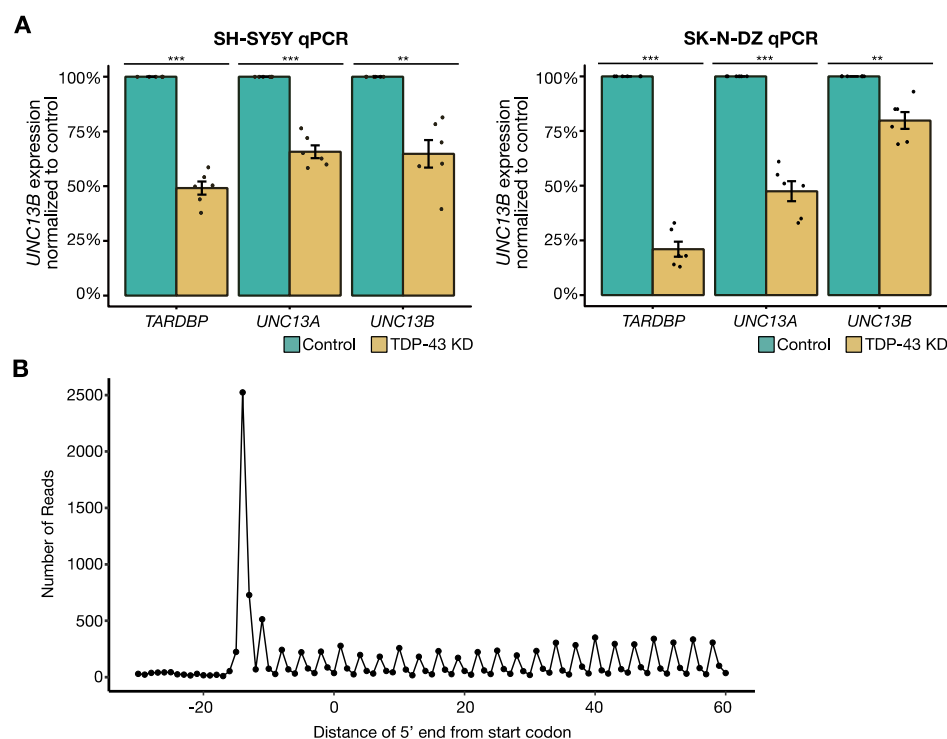 A
SH-SY5Y qPCR
*** *** **
UNC13B expression
normalized to control
100%
75%
50%
25%
0%
TARDBP UNC13A UNC13B
Control TDP-43 KD
SK-N-DZ qPCR
*** *** **
UNC13B expression
normalized to control
100%
75%
50%
25%
0%
TARDBP UNC13A UNC13B
Control TDP-43 KD
B
Number of Reads
2500
2000
1500
1000
500
0
-20 0 20 40 60
Distance of 5’ end from start codon